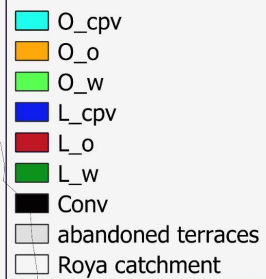 O_cpv
O_o
O_w
L_cpv
L_o
L_w
Conv
abandoned terraces
Roya catchment